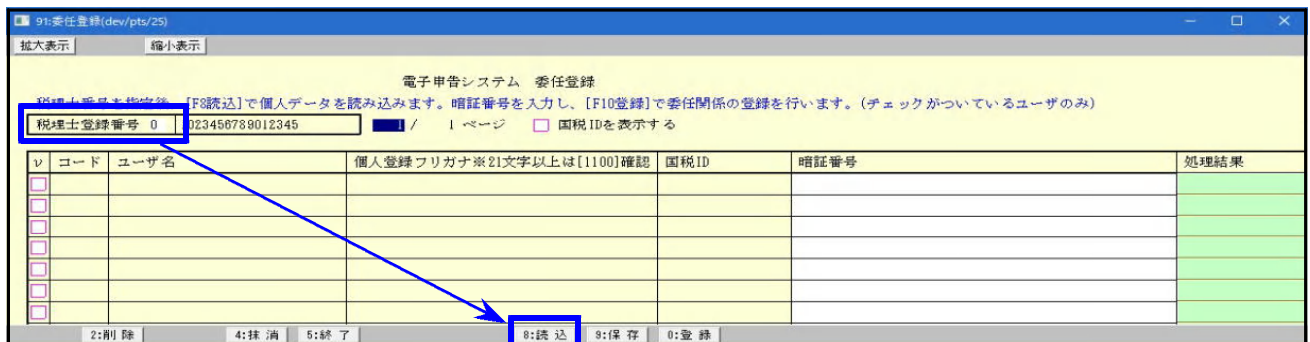 91:委任登録(dev/pts/25)
拡大表示 縮小表示
電子申告システム 委任登録
税理士番号を指定後、[F8読込]で個人データを読み込みます。暗証番号を入力し、[F10登録]で委任関係の登録を行います。(チェックがついているユーザのみ)
税理士登録番号 0 023456789012345 1 / 1 ページ 国税IDを表示する
ν コード ユーザ名 個人登録フリガナ※21文字以上は[1100]確認 国税ID 暗証番号 処理結果
2:削 除 4:抹 消 5:終 了 8:読 込 9:保 存 0:登 録